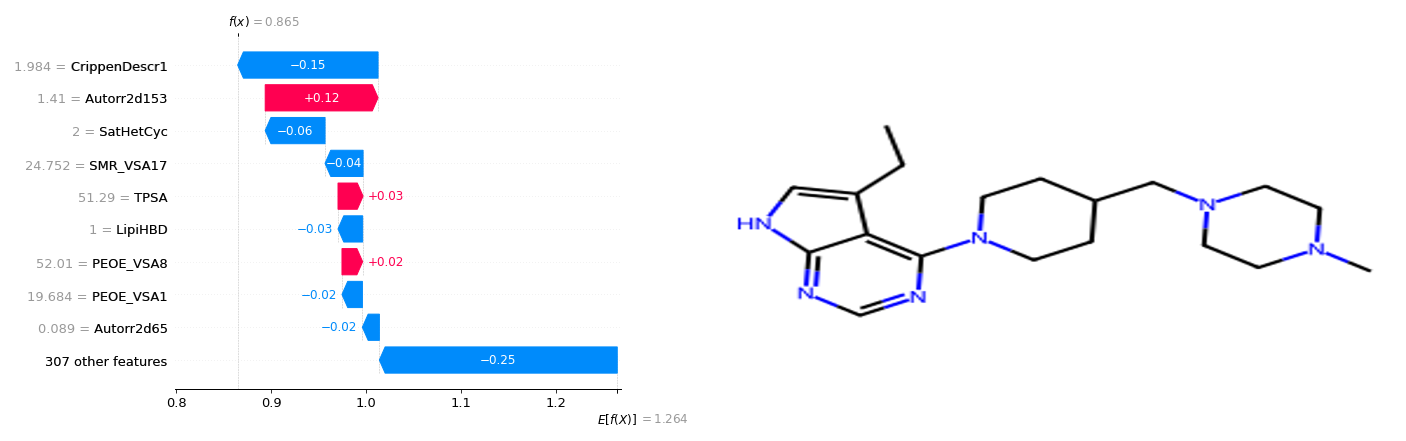 f(x) = 0.865
1.984 = CrippenDescr1
−0.15
1.41 = Autorr2d153
+0.12
2 = SatHetCyc
−0.06
24.752 = SMR_VSA17
−0.04
51.29 = TPSA
+0.03
1 = LipiHBD
−0.03
52.01 = PEOE_VSA8
+0.02
19.684 = PEOE_VSA1
−0.02
0.089 = Autorr2d65
−0.02
307 other features
−0.25
0.8 0.9 1.0 1.1 1.2
E[f(X)] = 1.264
HN
N
N
N
N
N